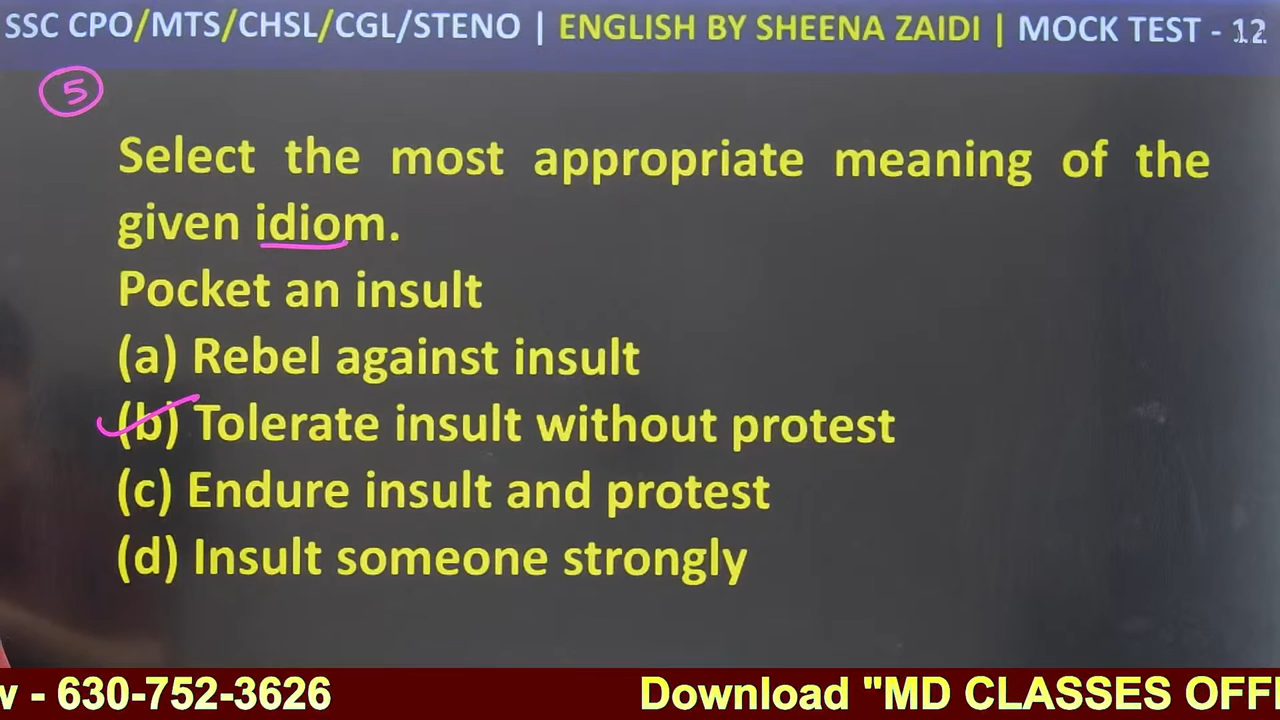 SSC CPO/MTS/CHSL/CGL/STENO | ENGLISH BY SHEENA ZAIDI | MOCK TEST - 12
5
Select the most appropriate meaning of the
given idiom.
Pocket an insult
(a) Rebel against insult
(b) Tolerate insult without protest
(c) Endure insult and protest
(d) Insult someone strongly
- 630-752-3626 Download "MD CLASSES